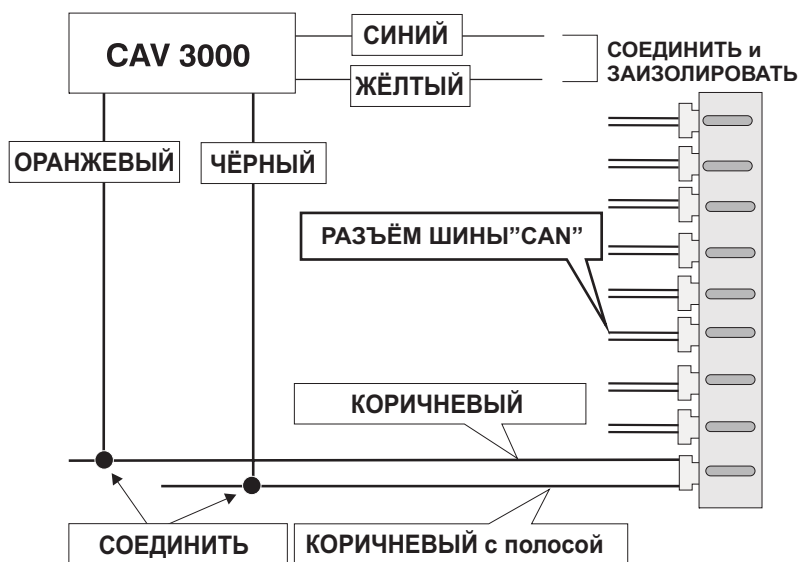 CAV 3000
СИНИЙ
ЖЁЛТЫЙ
СОЕДИНИТЬ и
ЗАИЗОЛИРОВАТЬ
ОРАНЖЕВЫЙ
ЧЁРНЫЙ
РАЗЪЁМ ШИНЫ"CAN"
КОРИЧНЕВЫЙ
СОЕДИНИТЬ
КОРИЧНЕВЫЙ с полосой